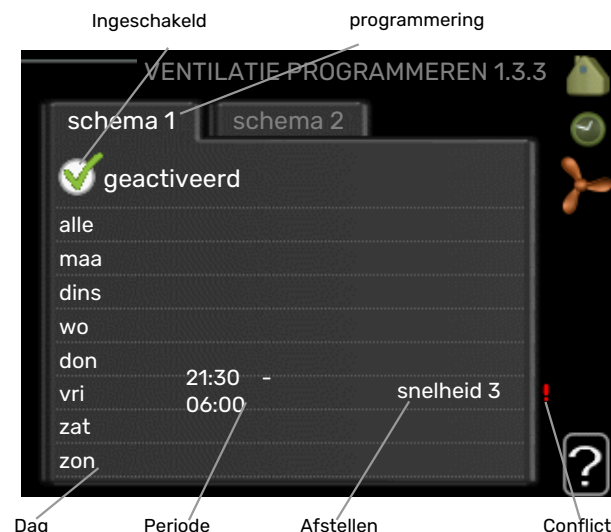 Ingeschakeld programmering
VENTILATIE PROGRAMMEREN 1.3.3
schema 1 schema 2
geactiveerd
alle
maa
dins
wo
don
vri 21:30 -
06:00 snelheid 3 !
zat
zon
?
Dag Periode Afstellen Conflict